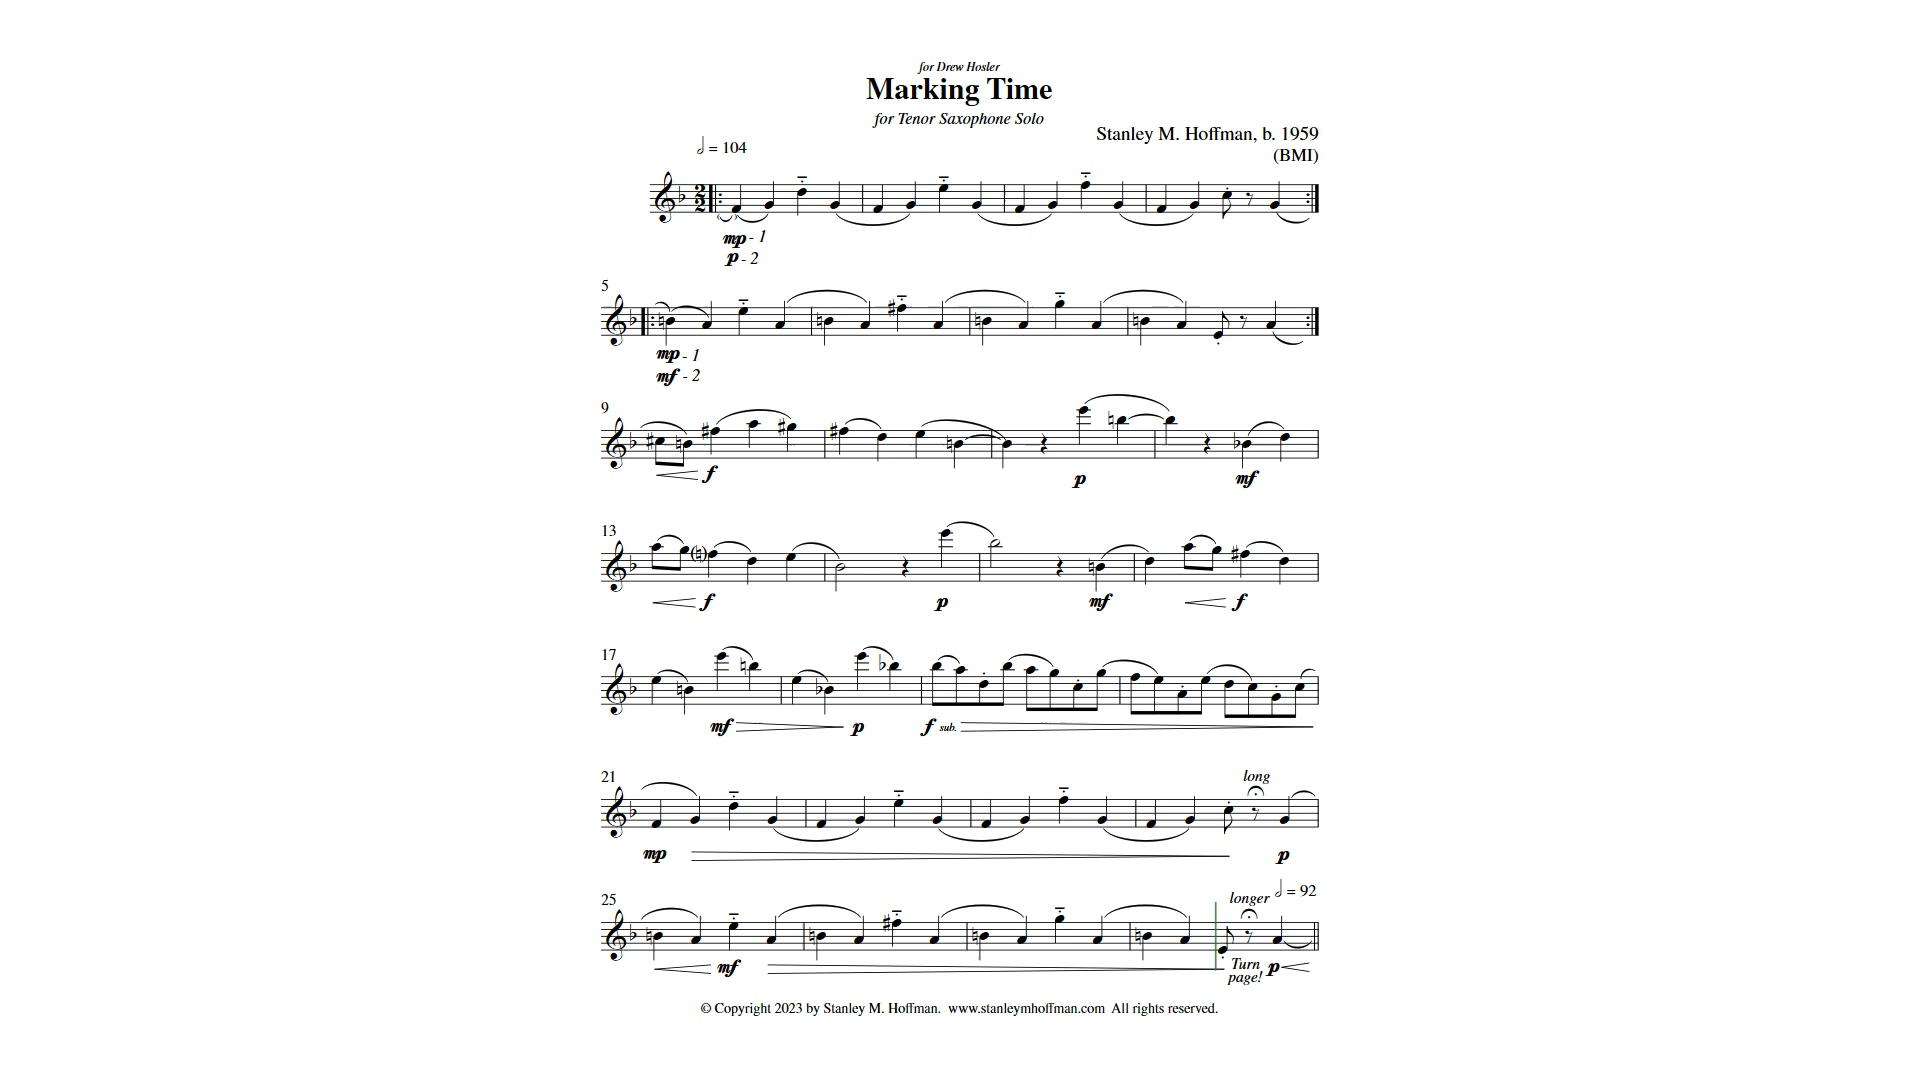 for Drew Hosler
Marking Time
for Tenor Saxophone Solo
Stanley M. Hoffman, b. 1959
(BMI)
= 104
mp - 1
p - 2
5
mp - 1
mf - 2
9
f
p
mf
13
f
p
mf
f
17
mf
p
f sub.
21
long
mp
p
25
longer
= 92
mf
Turn
page!
p
© Copyright 2023 by Stanley M. Hoffman. www.stanleymhoffman.com All rights reserved.